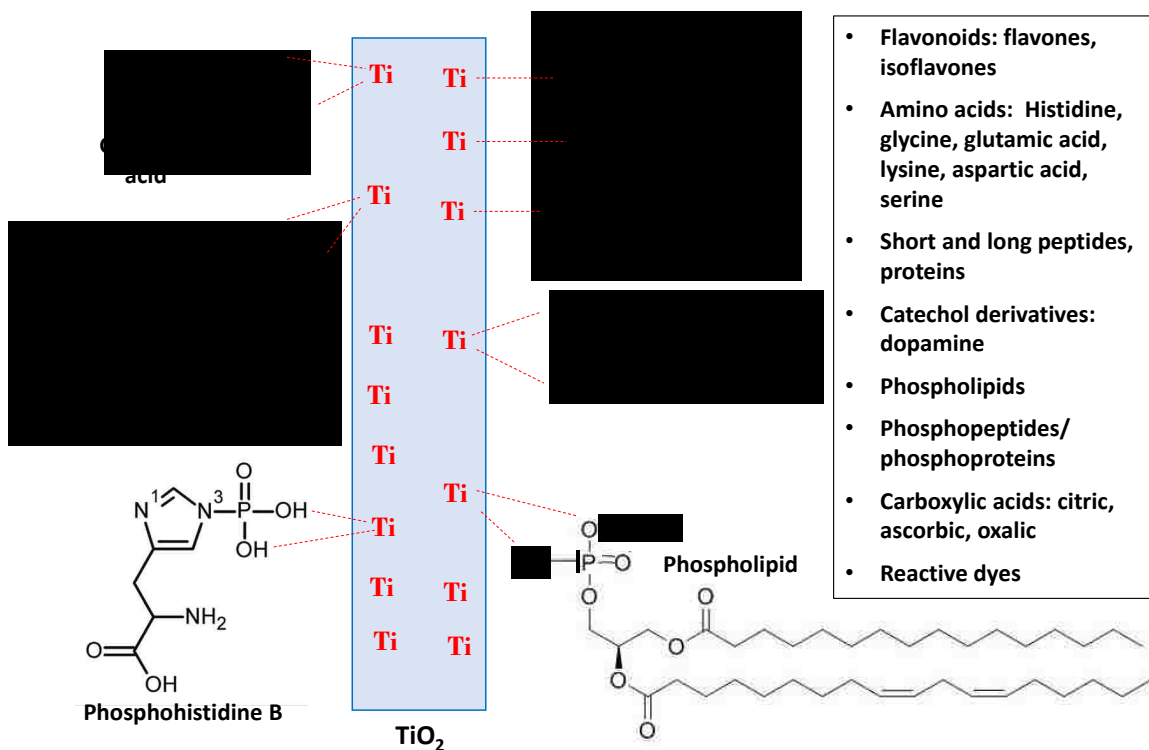 Ti Ti
Ti
acid
Ti Ti
Ti Ti
Ti
Ti
Ti
Ti
Ti Ti
Ti Ti
TiO2
O
N 1 3 N P OH
OH
NH2
O
OH
Phosphohistidine B
O
P O
Phospholipid
O
O
O
O
O
Flavonoids: flavones,
isoflavones
Amino acids: Histidine,
glycine, glutamic acid,
lysine, aspartic acid,
serine
Short and long peptides,
proteins
Catechol derivatives:
dopamine
Phospholipids
Phosphopeptides/
phosphoproteins
Carboxylic acids: citric,
ascorbic, oxalic
Reactive dyes